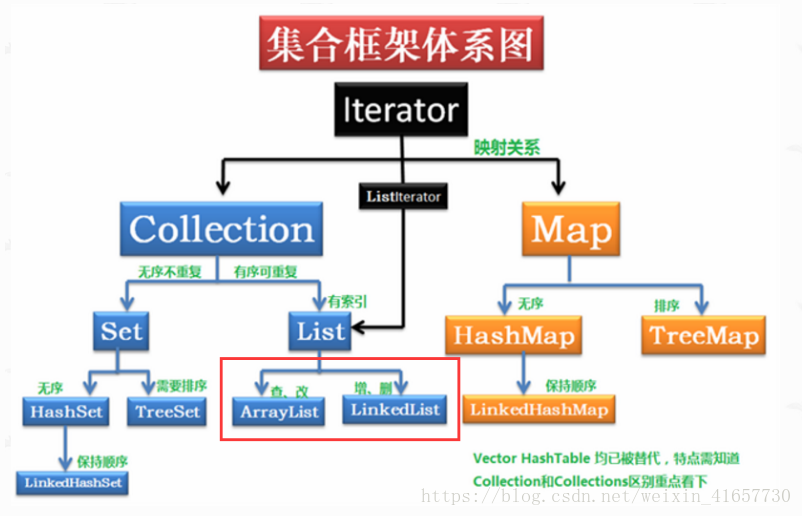 集合框架体系图
Iterator
映射关系
ListIterator
Collection
Map
无序不重复
有序可重复
有索引
无序
排序
Set
List
HashMap
TreeMap
无序
需要排序
查、改
增、删
保持顺序
HashSet
TreeSet
ArrayList
LinkedList
LinkedHashMap
保持顺序
LinkedHashSet
Vector HashTable 均已被替代，特点需知道
Collection和Collections区别重点看下
https://blog.csdn.net/weixin_41657730